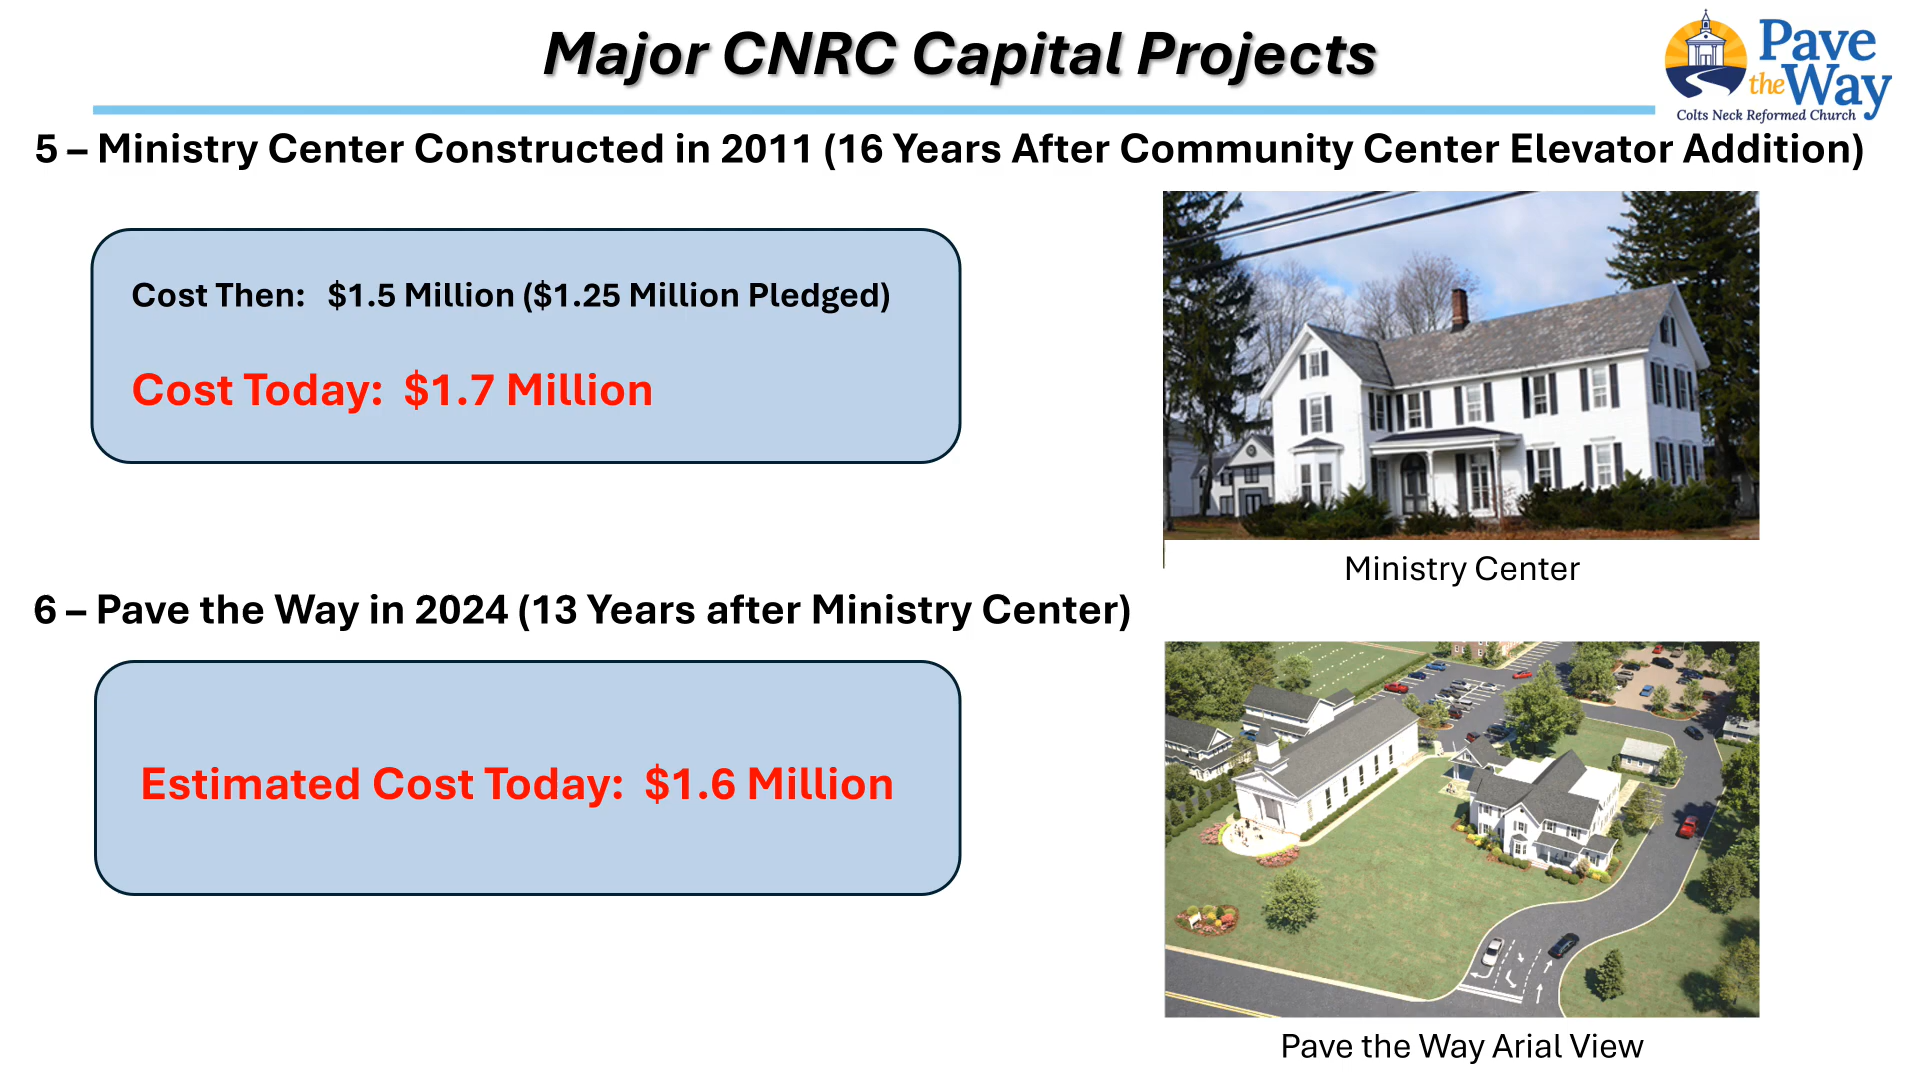 Major CNRC Capital Projects
Pave
the Way
Colts Neck Reformed Church
5 – Ministry Center Constructed in 2011 (16 Years After Community Center Elevator Addition)
Cost Then: $1.5 Million ($1.25 Million Pledged)
Cost Today: $1.7 Million
Ministry Center
6 – Pave the Way in 2024 (13 Years after Ministry Center)
Estimated Cost Today: $1.6 Million
Pave the Way Arial View